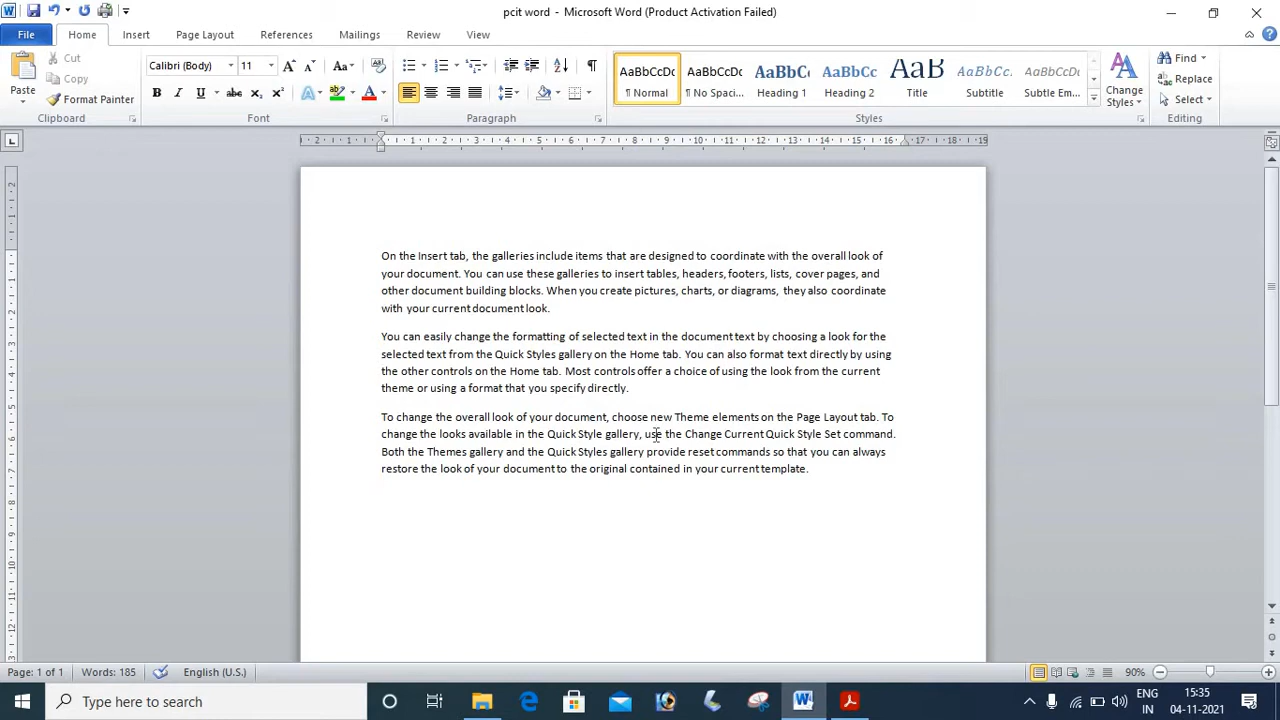 pcit word - Microsoft Word (Product Activation Failed)
File Home Insert Page Layout References Mailings Review View
Paste
Cut
Copy
Format Painter
Clipboard
Calibri (Body) 11
Font
Paragraph
AaBbCcDc AaBbCcDc AaBbCc AaBbCc AaB AaBbCcDc AaBbCcDc
¶ Normal ¶ No Spaci... Heading 1 Heading 2 Title Subtitle Subtle Em...
Change Styles
Styles
Find
Replace
Select
Editing
On the Insert tab, the galleries include items that are designed to coordinate with the overall look of
your document. You can use these galleries to insert tables, headers, footers, lists, cover pages, and
other document building blocks. When you create pictures, charts, or diagrams, they also coordinate
with your current document look.
You can easily change the formatting of selected text in the document text by choosing a look for the
selected text from the Quick Styles gallery on the Home tab. You can also format text directly by using
the other controls on the Home tab. Most controls offer a choice of using the look from the current
theme or using a format that you specify directly.
To change the overall look of your document, choose new Theme elements on the Page Layout tab. To
change the looks available in the Quick Style gallery, use the Change Current Quick Style Set command.
Both the Themes gallery and the Quick Styles gallery provide reset commands so that you can always
restore the look of your document to the original contained in your current template.
Page: 1 of 1 Words: 185 English (U.S.) 90%
Type here to search
ENG
IN
15:35
04-11-2021